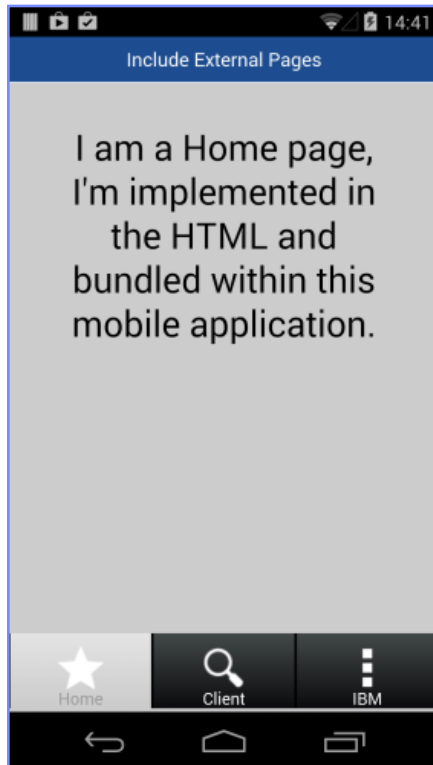 14:41
Include External Pages
I am a Home page,
I'm implemented in
the HTML and
bundled within this
mobile application.
Home
Client
IBM